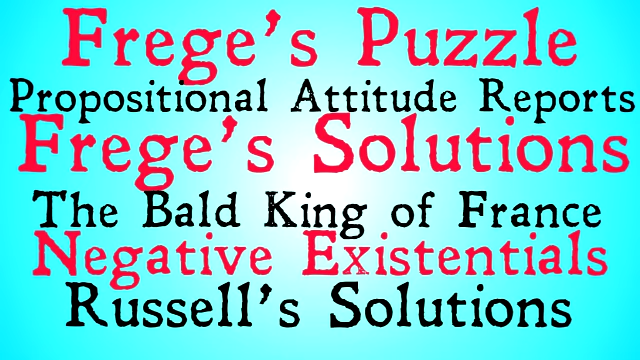 Frege's Puzzle
Propositional Attitude Reports
Frege's Solutions
The Bald King of France
Negative Existentials
Russell's Solutions